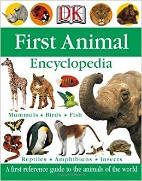 DK
First Animal
Encyclopedia
Mammals • Birds • Fish
Reptiles • Amphibians • Insects
A first reference guide to the animals of the world